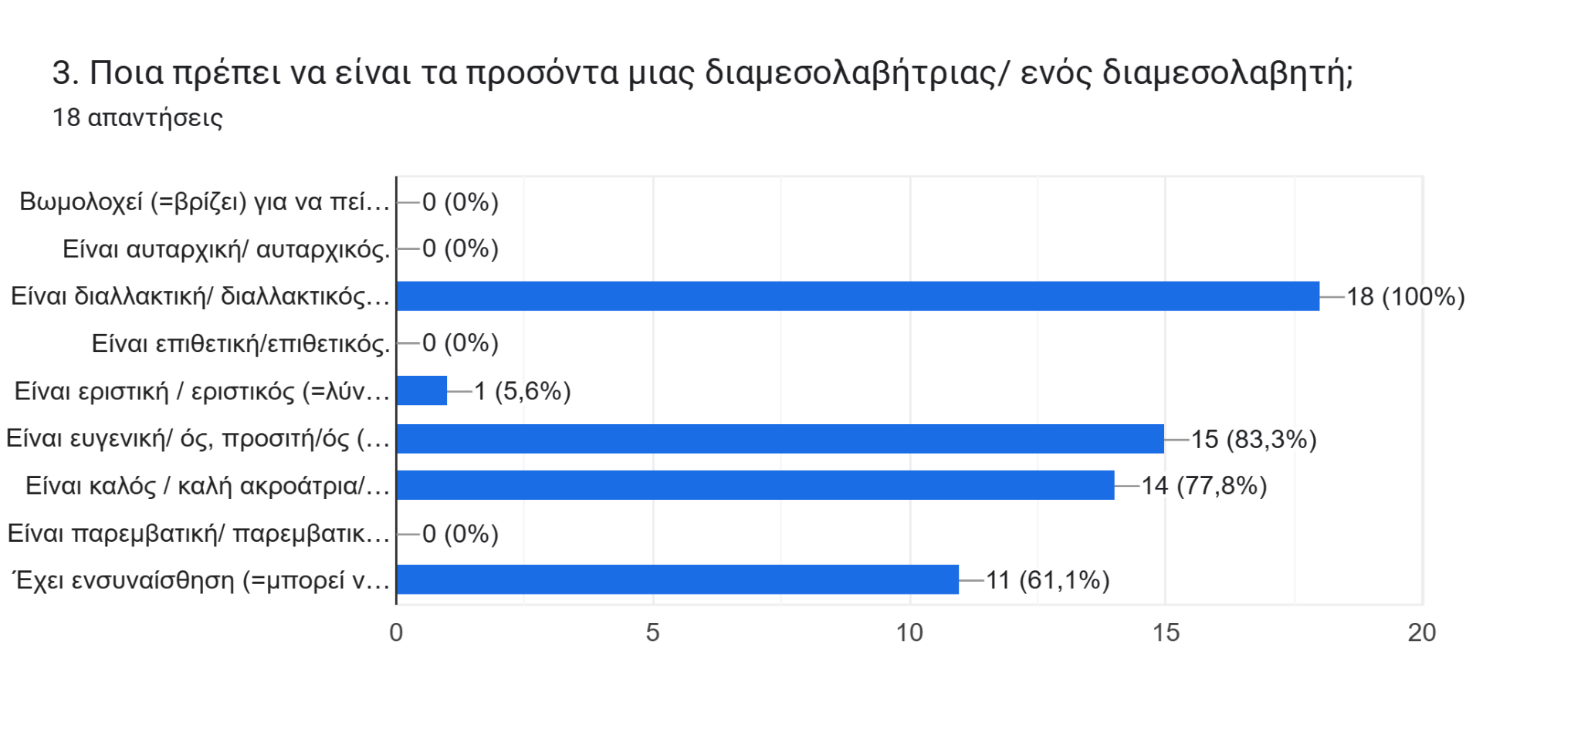 3. Ποια πρέπει να είναι τα προσόντα μιας διαμεσολαβήτριας/ ενός διαμεσολαβητή;
18 απαντήσεις
Βωμολοχεί (=βρίζει) για να πεί… 0 (0%)
Είναι αυταρχική/ αυταρχικός. 0 (0%)
Είναι διαλλακτική/ διαλλακτικός… 18 (100%)
Είναι επιθετική/επιθετικός. 0 (0%)
Είναι εριστική / εριστικός (=λύν… 1 (5,6%)
Είναι ευγενική/ ός, προσιτή/ός (… 15 (83,3%)
Είναι καλός / καλή ακροάτρια/… 14 (77,8%)
Είναι παρεμβατική/ παρεμβατικ… 0 (0%)
Έχει ενσυναίσθηση (=μπορεί ν… 11 (61,1%)
0 5 10 15 20